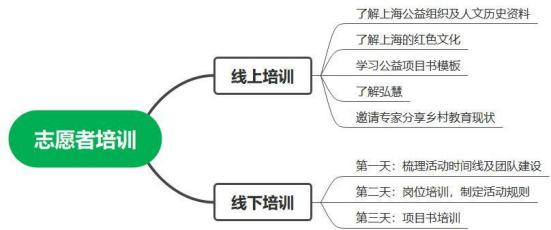 志愿者培训
线上培训
了解上海公益组织及人文历史资料
了解上海的红色文化
学习公益项目书模板
了解弘慧
邀请专家分享乡村教育现状
线下培训
第一天：梳理活动时间线及团队建设
第二天：岗位培训，制定活动规则
第三天：项目书培训